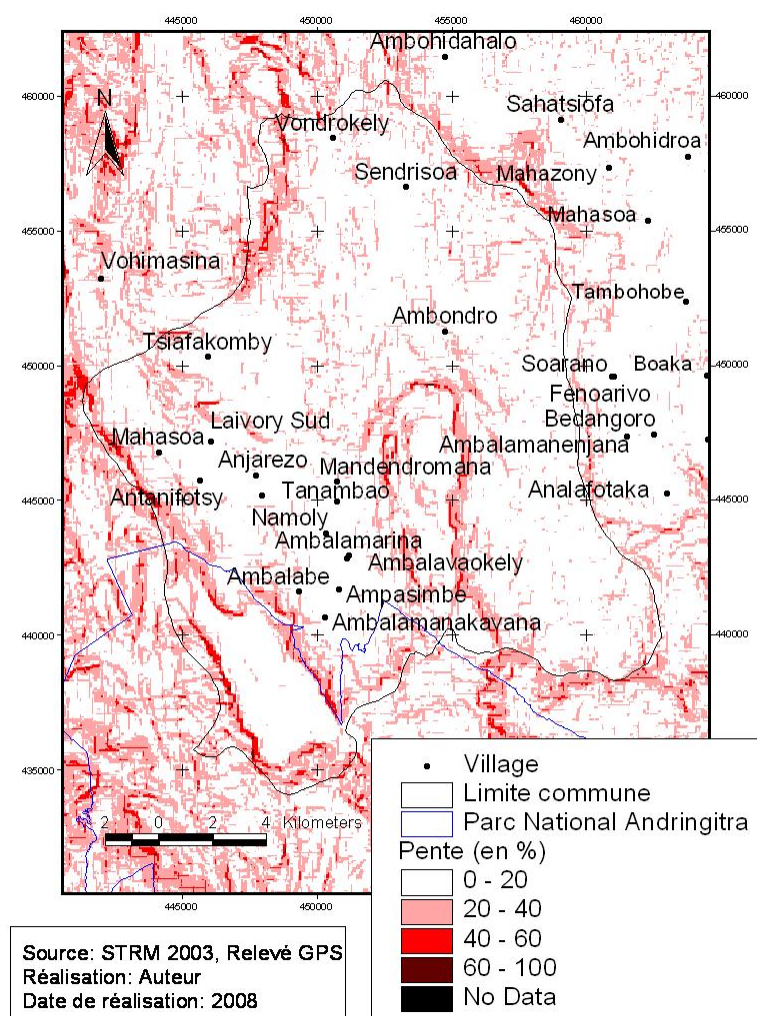 445000 450000 455000 460000
Ambohidahalo
460000 N Sahatsiofa 460000
Vondrokely Ambohidroa
Sendrisoa Mahazony
Mahasoa
455000 455000
Vohimasina
Tambohobe
Ambondro
Tsiafakomby
450000 Soarano Boaka 450000
Fenoarivo
Laivory Sud Bedangoro
Mahasoa Ambalamanenjana
Anjarezo Mandendromana
Antanifotsy Tanambao Analafotaka
445000 445000
Namoly
Ambalamarina
Ambalavaokely
Ambalabe
Ampasimbe
Ambalamanakavana
440000 440000
435000
2 0 2 4 Kilometers
445000 450000
Village
Limite commune
Parc National Andringitra
Pente (en %)
0 - 20
20 - 40
40 - 60
60 - 100
No Data
Source: STRM 2003, Relevé GPS
Réalisation: Auteur
Date de réalisation: 2008